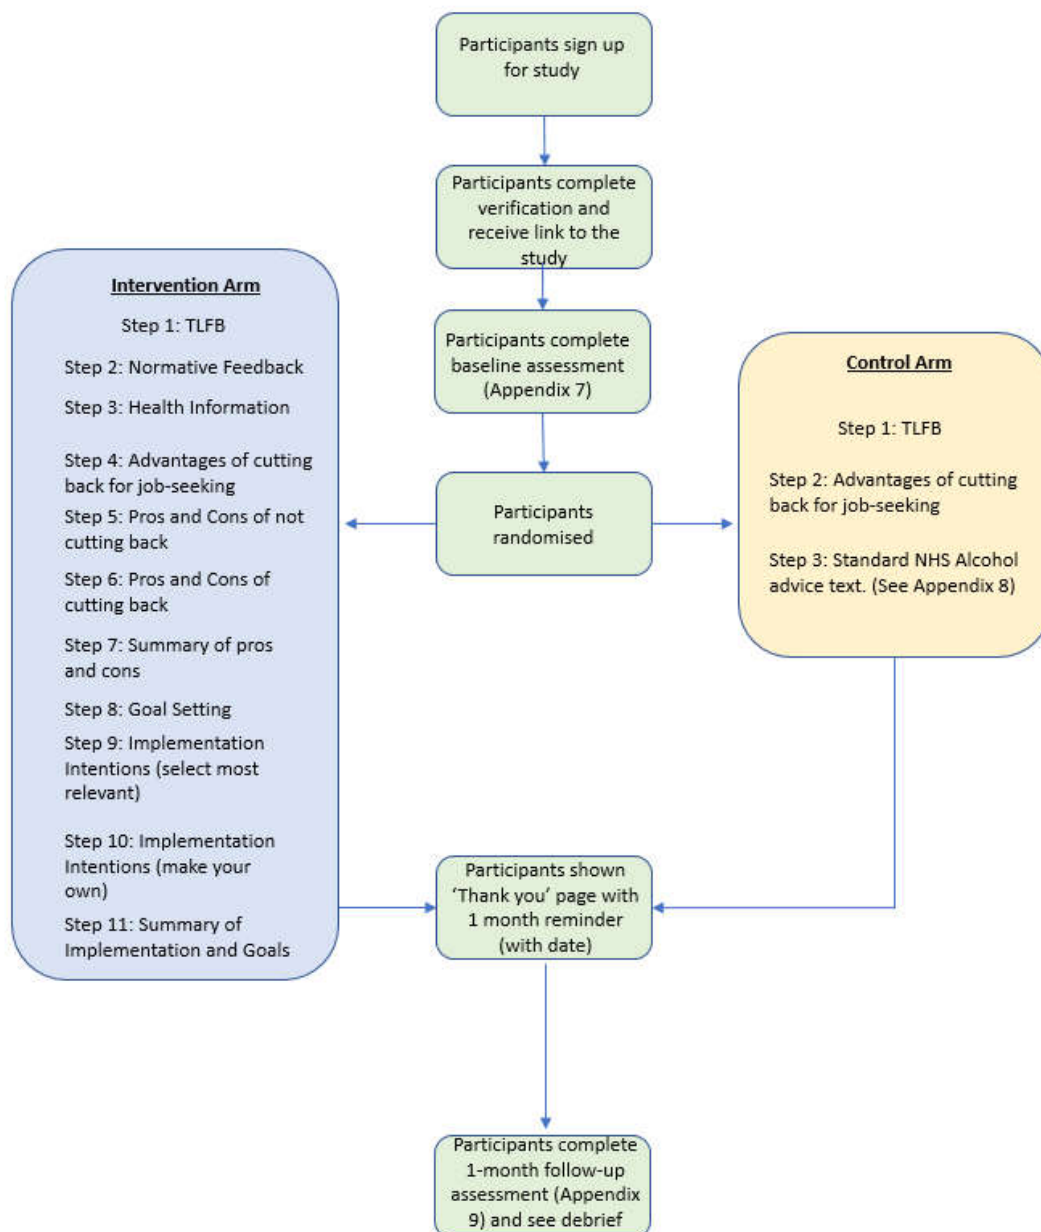 Participants sign up
for study
Participants complete
verification and
receive link to the
study
Participants complete
baseline assessment
(Appendix 7)
Participants
randomised
Intervention Arm
Step 1: TLFB
Step 2: Normative Feedback
Step 3: Health Information
Step 4: Advantages of cutting
back for job-seeking
Step 5: Pros and Cons of not
cutting back
Step 6: Pros and Cons of
cutting back
Step 7: Summary of pros
and cons
Step 8: Goal Setting
Step 9: Implementation
Intentions (select most
relevant)
Step 10: Implementation
Intentions (make your
own)
Step 11: Summary of
Implementation and Goals
Control Arm
Step 1: TLFB
Step 2: Advantages of cutting
back for job-seeking
Step 3: Standard NHS Alcohol
advice text. (See Appendix 8)
Participants shown
‘Thank you’ page with
1 month reminder
(with date)
Participants complete
1-month follow-up
assessment (Appendix
9) and see debrief